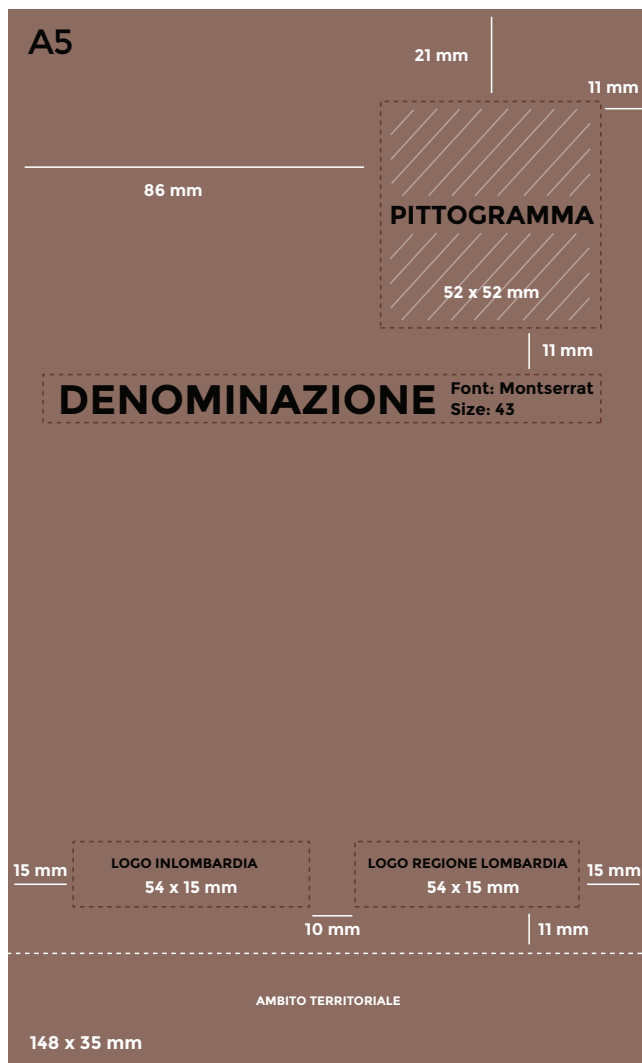 A5
21 mm
11 mm
86 mm
PITTOGRAMMA
52 x 52 mm
11 mm
DENOMINAZIONE
Font: Montserrat
Size: 43
LOGO INLOMBARDIA
54 x 15 mm
LOGO REGIONE LOMBARDIA
54 x 15 mm
15 mm
15 mm
10 mm
11 mm
AMBITO TERRITORIALE
148 x 35 mm